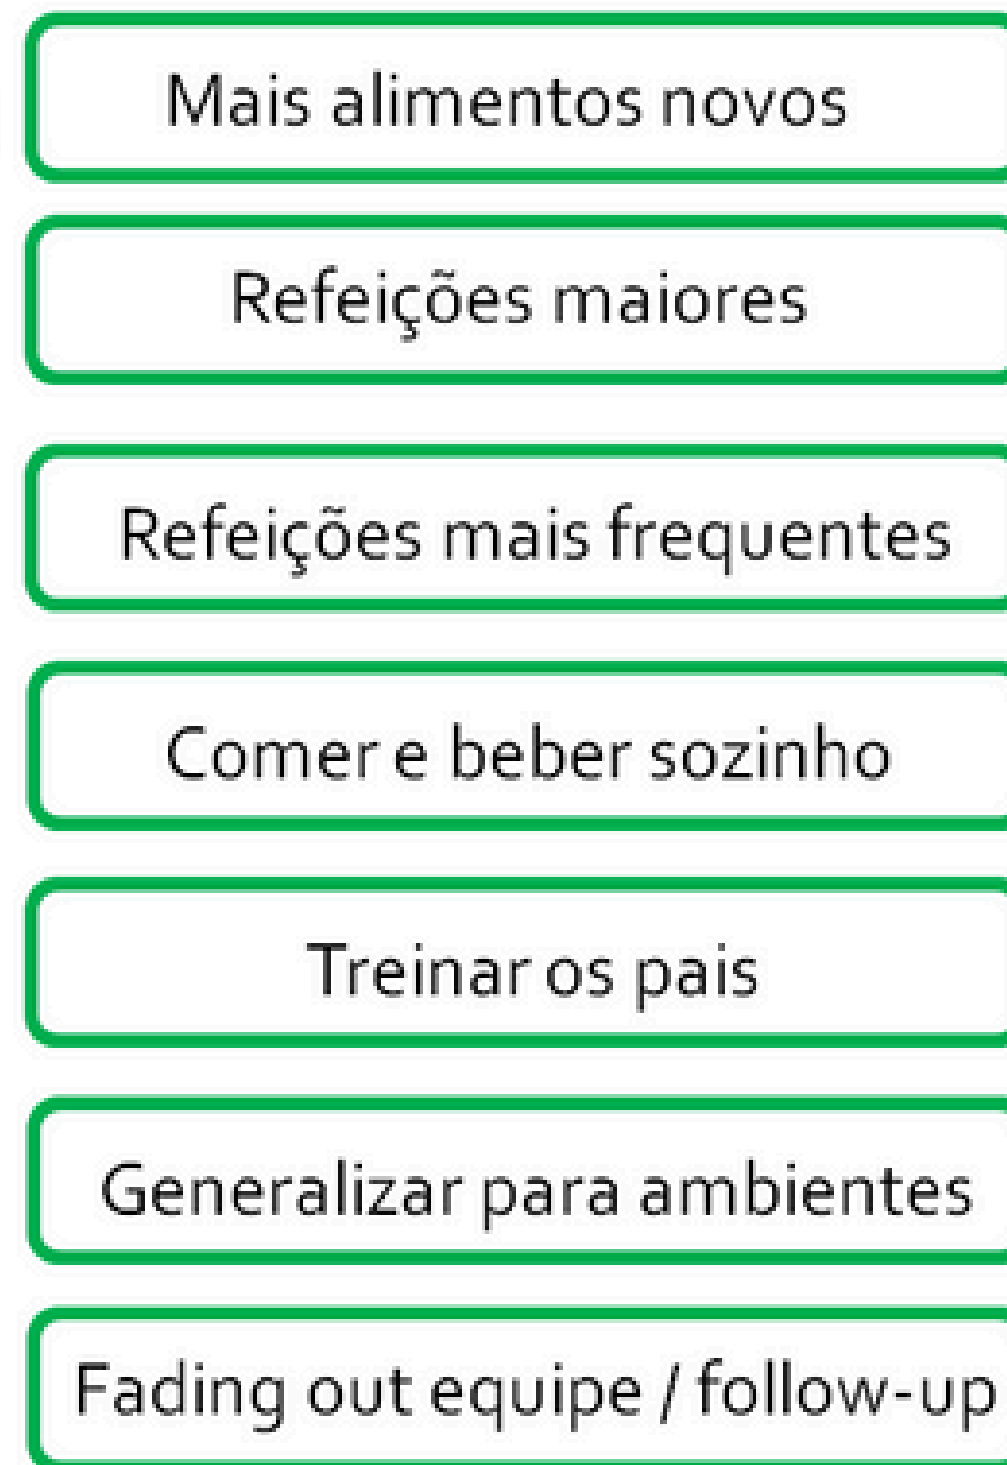 Mais alimentos novos
Refeições maiores
Refeições mais frequentes
Comer e beber sozinho
Treinar os pais
Generalizar para ambientes
Fading out equipe / follow-up